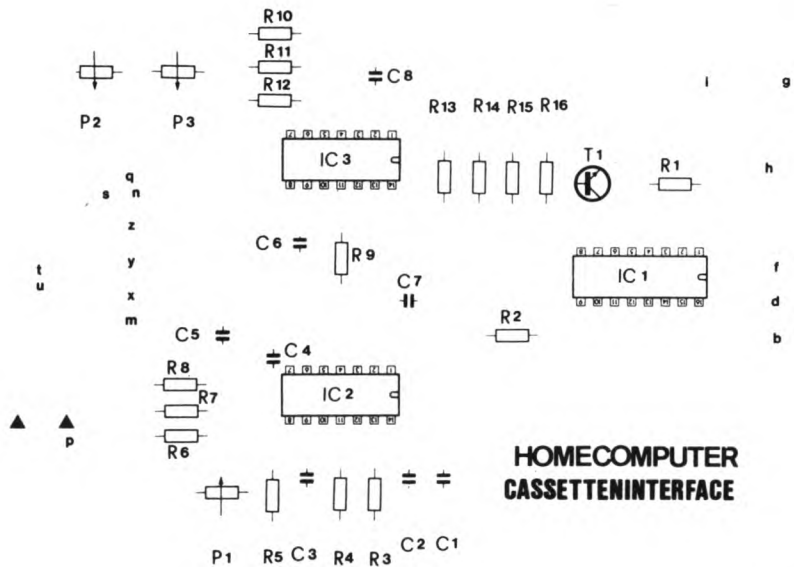 R10
R11
C8
R12
i g
P2 P3
R13 R14 R15 R16
IC3
T1
R1
h
q
s n
z
C6
R9
y
t
u
C7
IC1
f
x
d
m
R2
b
C5
C4
R8
R7
IC2
p
R6
HOMECOMPUTER
CASSETTENINTERFACE
P1 R5 C3 R4 R3 C2 C1